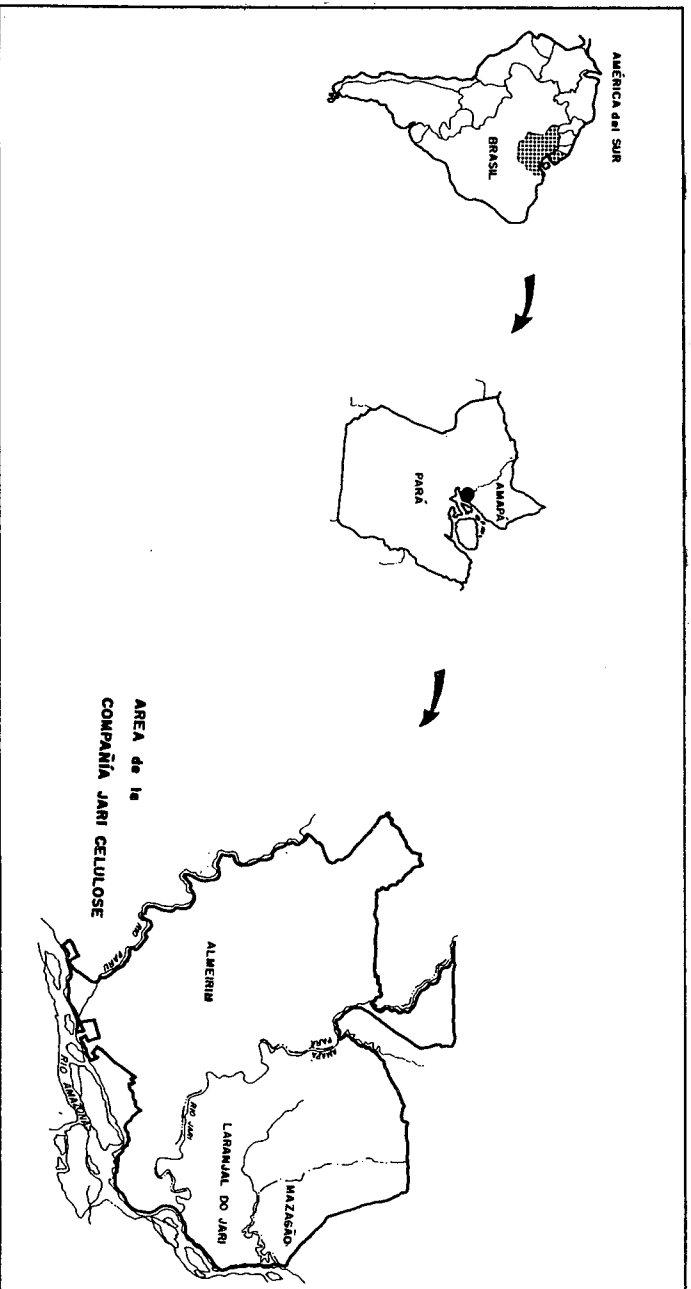 AMÉRICA del SUR
BRASIL
AMAPÁ
PARÁ
AREA de la
COMPAÑÍA JARI CELULOSE
RIO
PARU
ALMEIRIM
AMAPÁ
PARÁ
RIO JARI
LARANJAL DO JARI
MAZAGÃO
RIO AMAZONAS